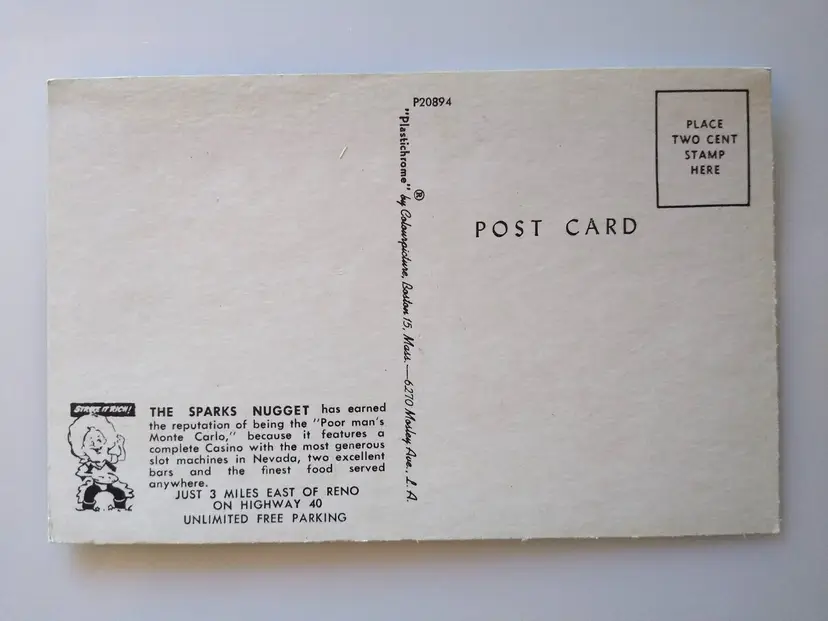 P20894
PLACE
TWO CENT
STAMP
HERE
POST CARD
"Plastichrome" ® by Colourpicture, Boston 15, Mass.—6270 Mosley Ave., L.A.
STRIKE IT RICH!
THE SPARKS NUGGET has earned
the reputation of being the "Poor man's
Monte Carlo," because it features a
complete Casino with the most generous
slot machines in Nevada, two excellent
bars and the finest food served
anywhere.
JUST 3 MILES EAST OF RENO
ON HIGHWAY 40
UNLIMITED FREE PARKING